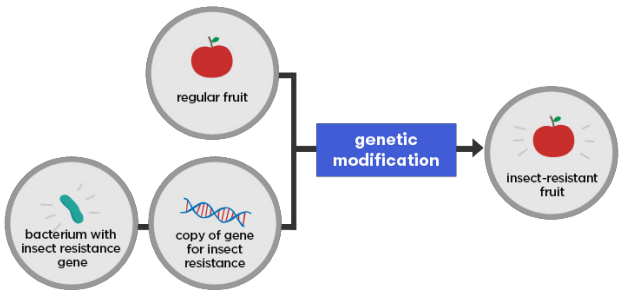 regular fruit
genetic
modification
insect-resistant
fruit
bacterium with
insect resistance
gene
copy of gene
for insect
resistance